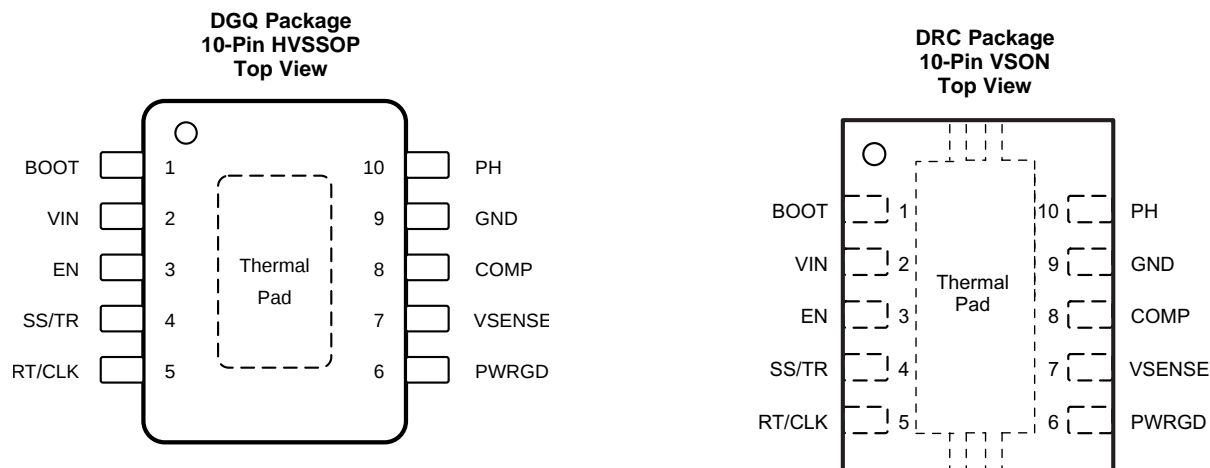 DGQ Package
10-Pin HVSSOP
Top View
BOOT 1 10 PH
VIN 2 9 GND
EN 3 8 COMP
SS/TR 4 7 VSENSE
RT/CLK 5 6 PWRGD
Thermal
Pad
DRC Package
10-Pin VSON
Top View
BOOT 1 10 PH
VIN 2 9 GND
EN 3 8 COMP
SS/TR 4 7 VSENSE
RT/CLK 5 6 PWRGD
Thermal
Pad